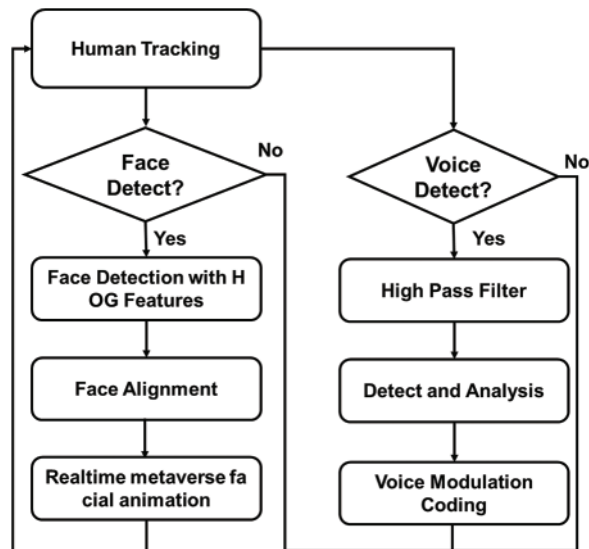 Human Tracking
Face
Detect?
No
Yes
Face Detection with H
OG Features
Face Alignment
Realtime metaverse fa
cial animation
Voice
Detect?
No
Yes
High Pass Filter
Detect and Analysis
Voice Modulation
Coding